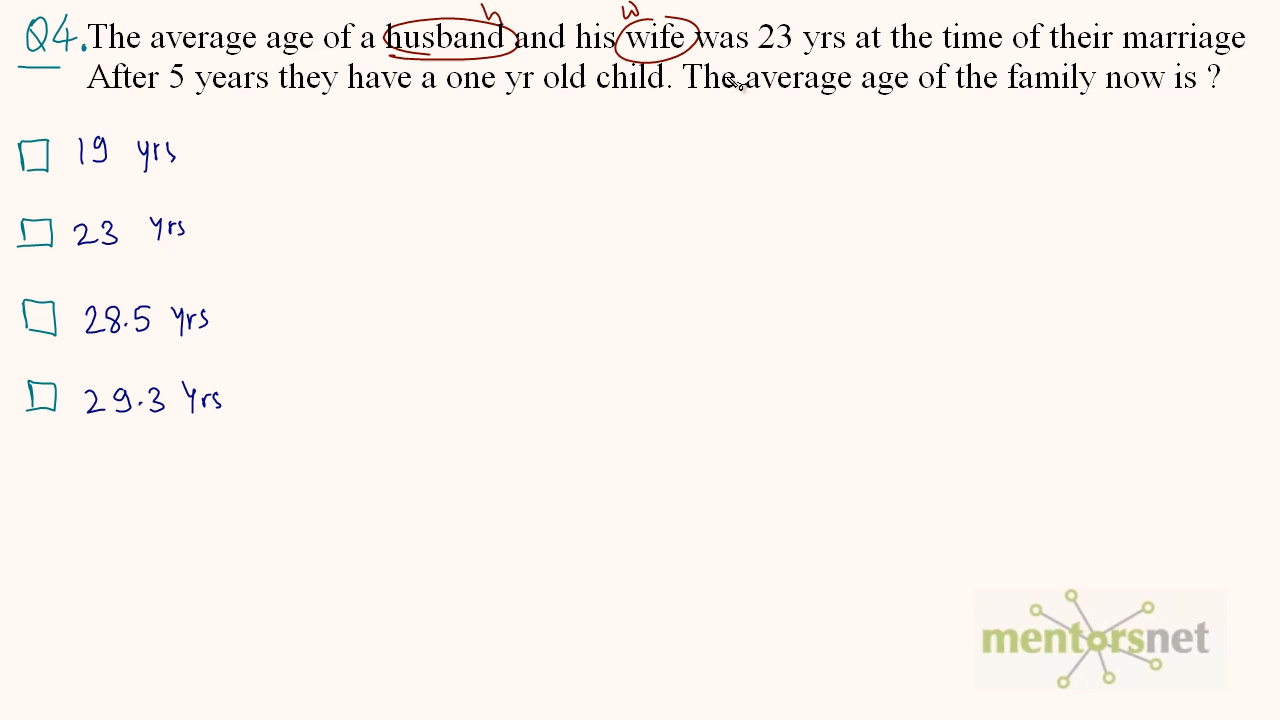 h w
Q4. The average age of a husband and his wife was 23 yrs at the time of their marriage
After 5 years they have a one yr old child. The average age of the family now is ?
19 yrs
23 Yrs
28.5 Yrs
29.3 Yrs
mentorsnet